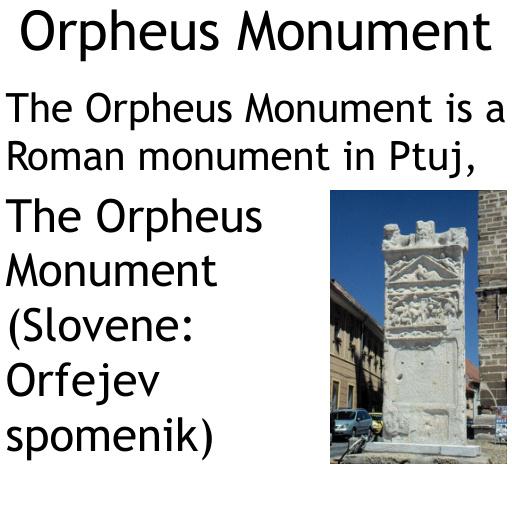 Orpheus Monument
The Orpheus Monument is a
Roman monument in Ptuj,
The Orpheus
Monument
(Slovene:
Orfejev
spomenik)